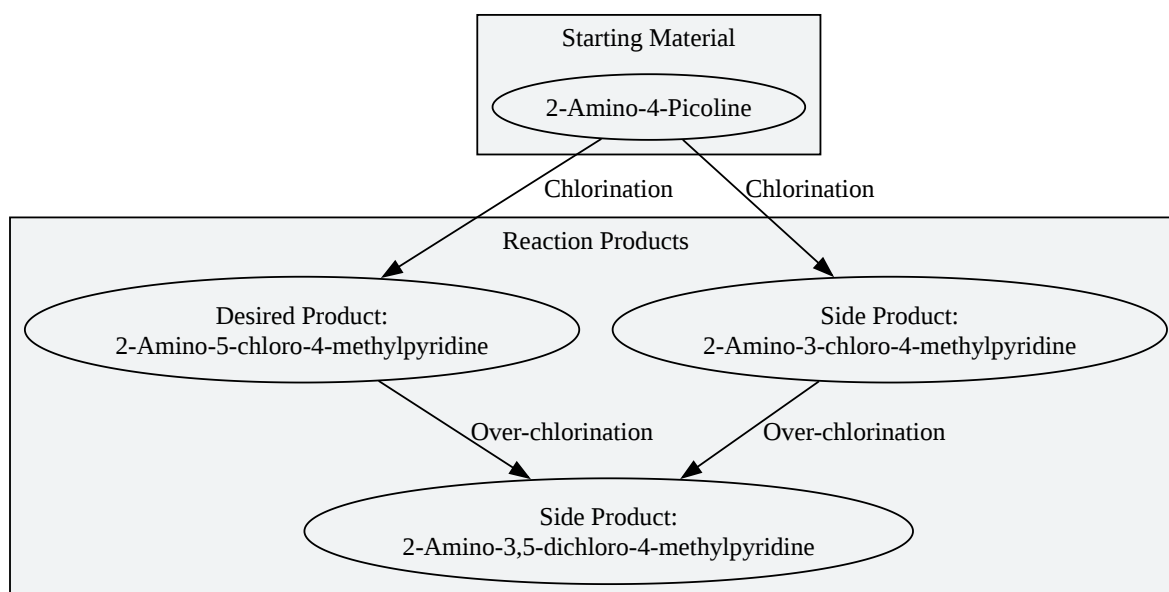 Starting Material
2-Amino-4-Picoline
Chlorination
Chlorination
Reaction Products
Desired Product:
2-Amino-5-chloro-4-methylpyridine
Side Product:
2-Amino-3-chloro-4-methylpyridine
Over-chlorination
Over-chlorination
Side Product:
2-Amino-3,5-dichloro-4-methylpyridine